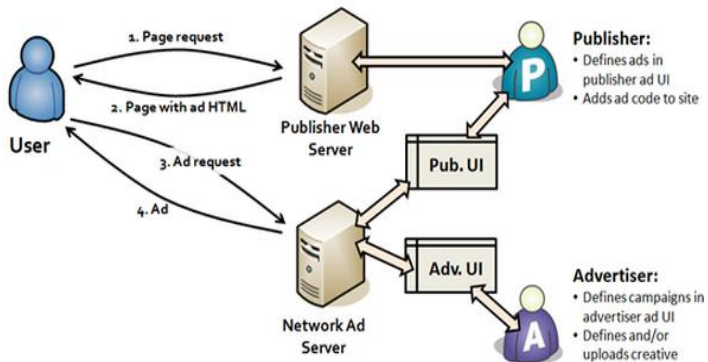 1. Page request
2. Page with ad HTML
User
3. Ad request
4. Ad
Publisher Web
Server
Network Ad
Server
Pub. UI
Adv. UI
P
Publisher:
• Defines ads in
publisher ad UI
• Adds ad code to site
A
Advertiser:
• Defines campaigns in
advertiser ad UI
• Defines and/or
uploads creative